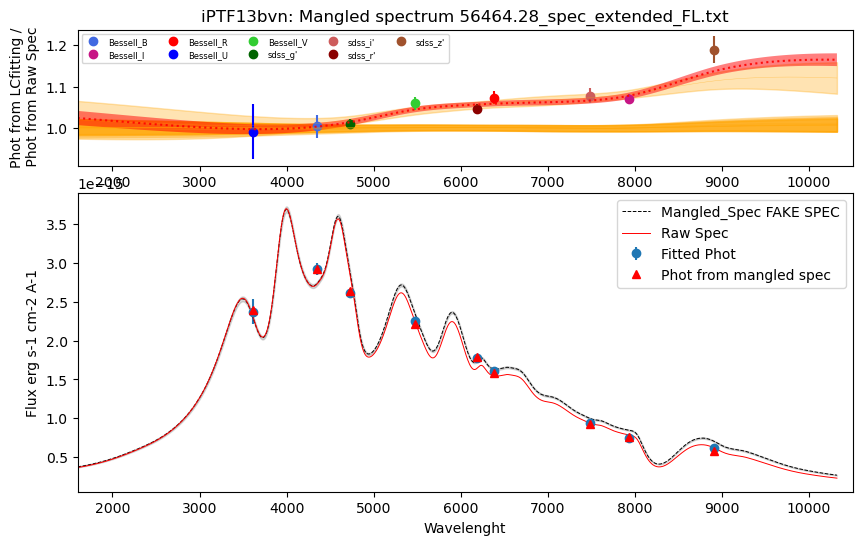 iPTF13bvn: Mangled spectrum 56464.28_spec_extended_FL.txt
Phot from LCfitting /
Phot from Raw Spec
1.2
1.1
1.0
Bessell_B
Bessell_I
Bessell_R
Bessell_U
Bessell_V
sdss_g'
sdss_i'
sdss_r'
sdss_z'
2000 3000 4000 5000 6000 7000 8000 9000 10000
1e−15
Flux erg s-1 cm-2 A-1
3.5
3.0
2.5
2.0
1.5
1.0
0.5
Mangled_Spec FAKE SPEC
Raw Spec
Fitted Phot
Phot from mangled spec
2000 3000 4000 5000 6000 7000 8000 9000 10000
Wavelenght